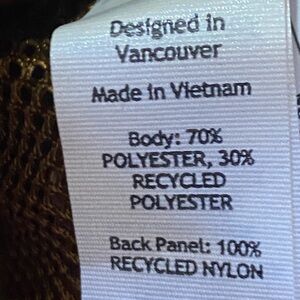 Designed in
Vancouver
Made in Vietnam
Body: 70%
POLYESTER, 30%
RECYCLED
POLYESTER
Back Panel: 100%
RECYCLED NYLON